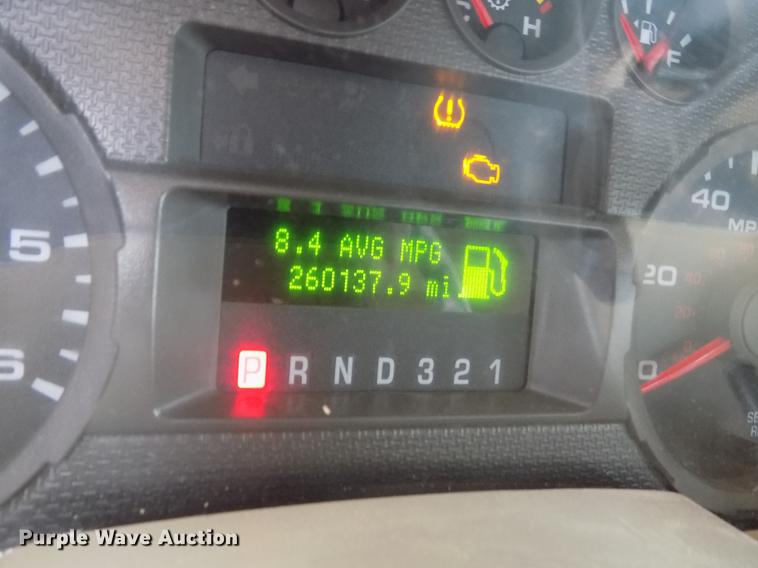 H
F
5
40
MP
8.4 AVG MPG
260137.9 mi
20
P R N D 3 2 1
6
0
SE
Purple Wave Auction